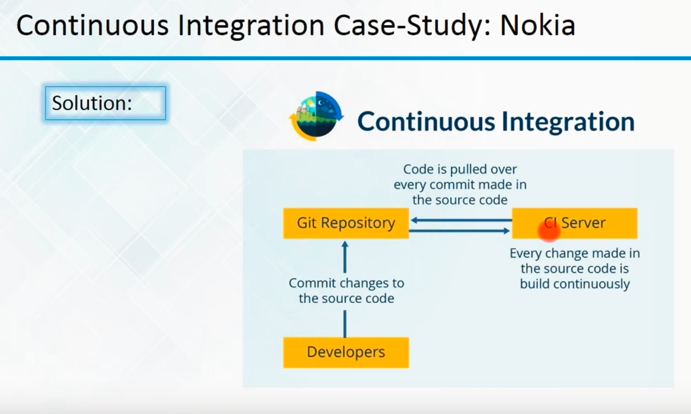 Continuous Integration Case-Study: Nokia
Solution:
Continuous Integration
Code is pulled over
every commit made in
the source code
Git Repository
CI Server
Every change made in
the source code is
build continuously
Commit changes to
the source code
Developers